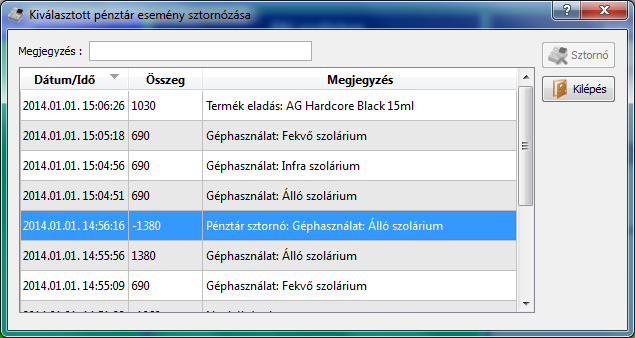 Kiválasztott pénztár esemény sztornózása
Megjegyzés :
Sztornó
Kilépés
Dátum/Idő Összeg Megjegyzés
2014.01.01. 15:06:26 1030 Termék eladás: AG Hardcore Black 15ml
2014.01.01. 15:05:18 690 Géphasználat: Fekvő szolárium
2014.01.01. 15:04:56 690 Géphasználat: Infra szolárium
2014.01.01. 15:04:51 690 Géphasználat: Álló szolárium
2014.01.01. 14:56:16 -1380 Pénztár sztornó: Géphasználat: Álló szolárium
2014.01.01. 14:55:56 1380 Géphasználat: Álló szolárium
2014.01.01. 14:55:09 690 Géphasználat: Fekvő szolárium